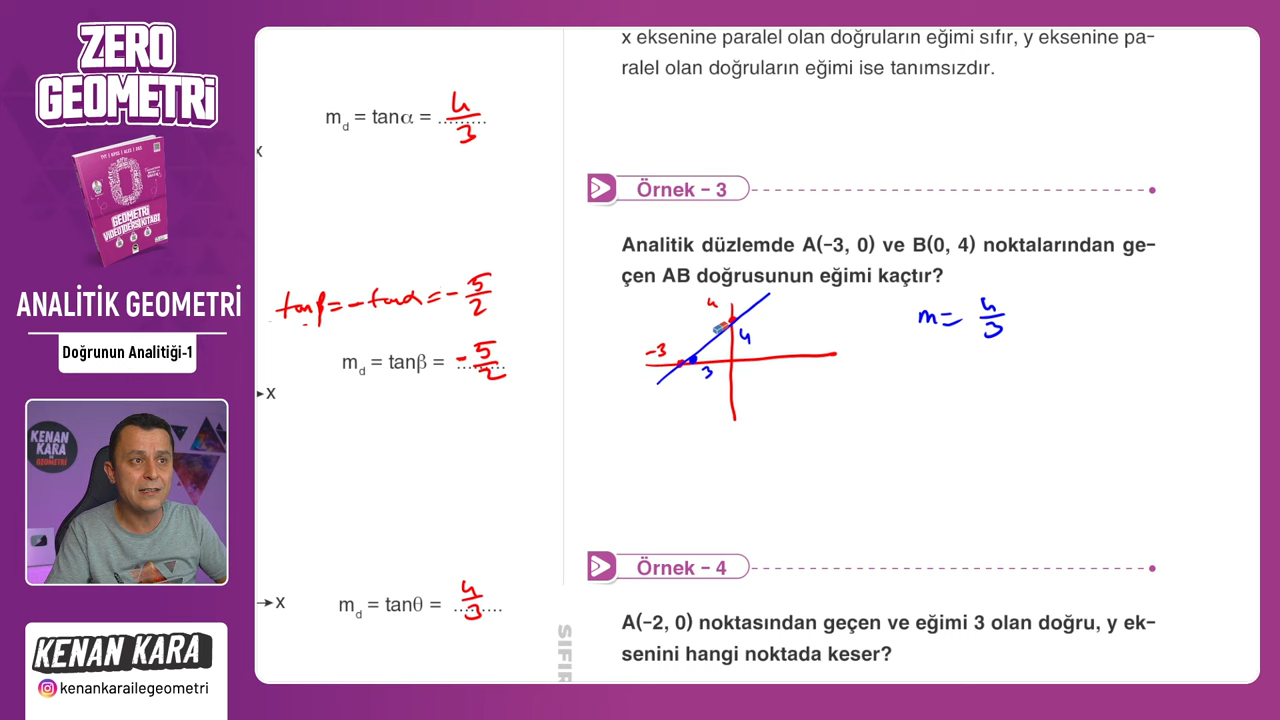 ZERO
GEOMETRİ
GEOMETRİ
VİDEO DERS KİTABI
ANALİTİK GEOMETRİ
Doğrunun Analitiği-1
KENAN
KARA
GEOMETRİ
KENAN KARA
kenankarailegeometri
m_d = tanα = ......... 4/3
x
tanβ = -tanα = - 5/2
m_d = tanβ = ......... -5/2
x
x
m_d = tanθ = ......... 4/3
x eksenine paralel olan doğruların eğimi sıfır, y eksenine pa-
ralel olan doğruların eğimi ise tanımsızdır.
Örnek - 3
Analitik düzlemde A(-3, 0) ve B(0, 4) noktalarından ge-
çen AB doğrusunun eğimi kaçtır?
4
-3
4
3
m = 4/3
Örnek - 4
A(-2, 0) noktasından geçen ve eğimi 3 olan doğru, y ek-
senini hangi noktada keser?
SIFIR